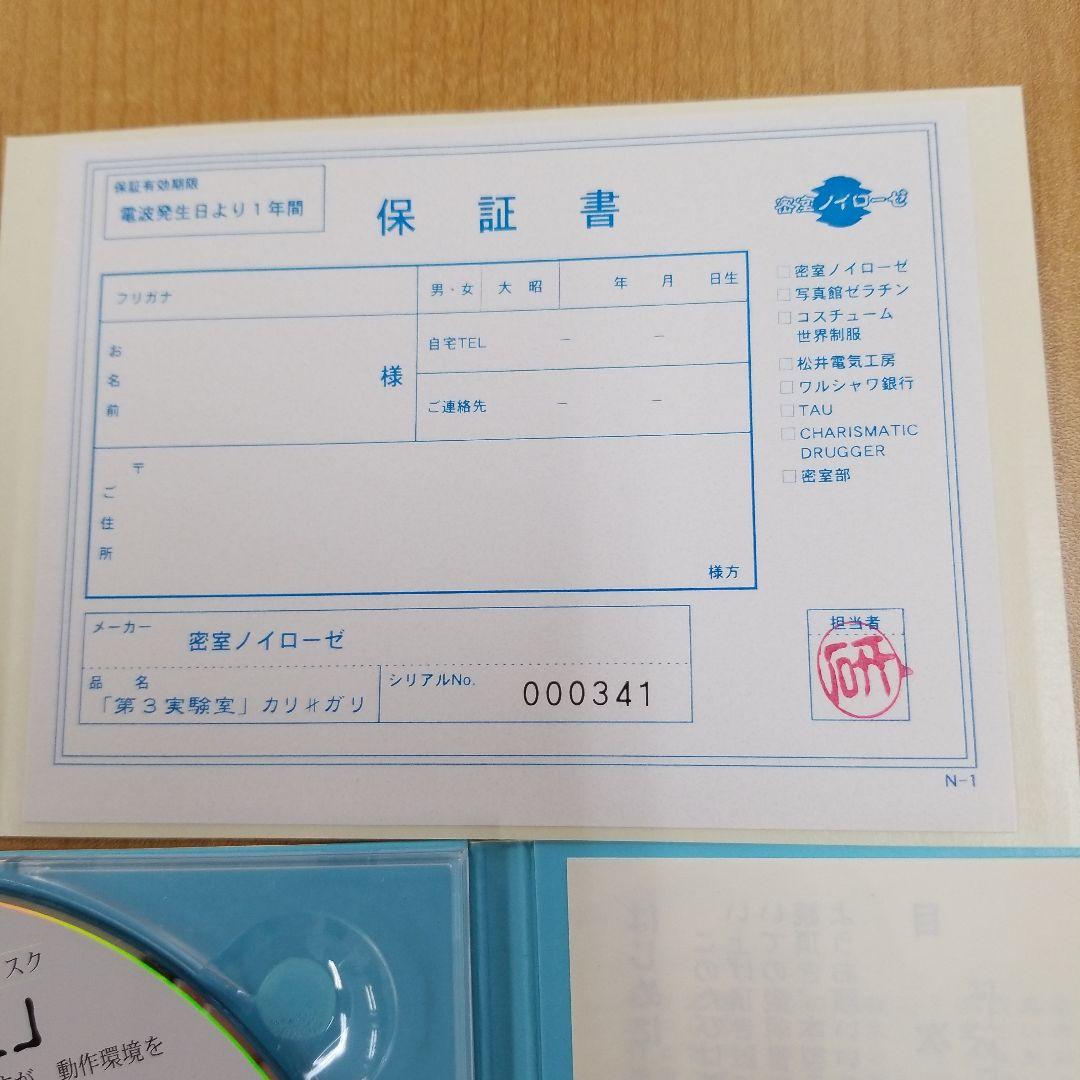 保証有効期限
電波発生日より1年間
保証書
密室ノイローゼ
フリガナ
男・女 大 昭 年 月 日生
お名前
様
自宅TEL － －
ご連絡先 － －
〒
ご住所
様方
□密室ノイローゼ
□写真館ゼラチン
□コスチューム
世界制服
□松井電気工房
□ワルシャワ銀行
□TAU
□CHARISMATIC
DRUGGER
□密室部
メーカー 密室ノイローゼ
品名
「第3実験室」カリ≠ガリ
シリアルNo. 000341
担当者
研
N-1
スク
」
動作環境を